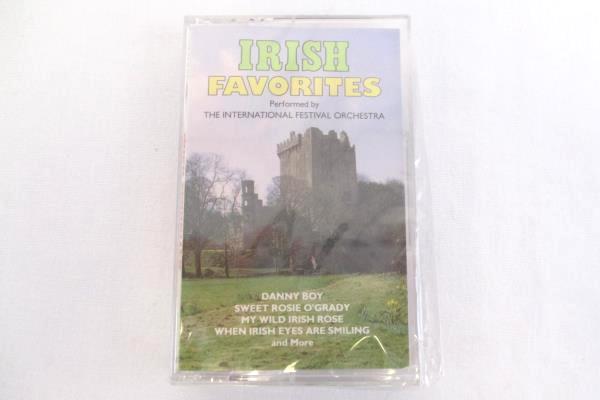 IRISH
FAVORITES
Performed by
THE INTERNATIONAL FESTIVAL ORCHESTRA
DANNY BOY
SWEET ROSIE O'GRADY
MY WILD IRISH ROSE
WHEN IRISH EYES ARE SMILING
and More